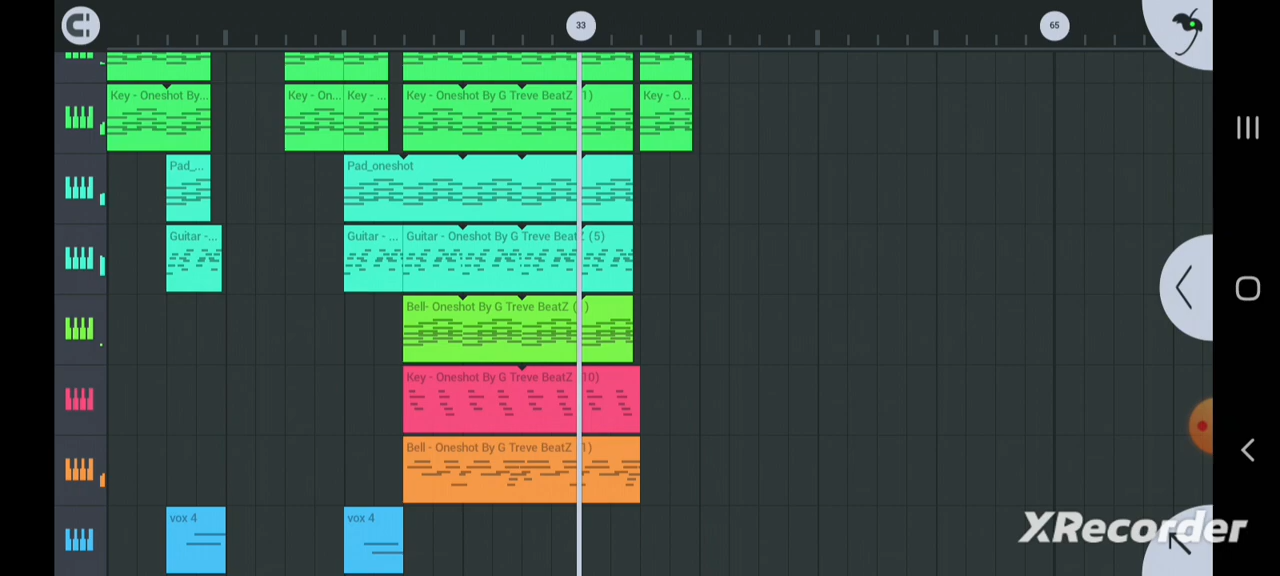 33
65
Key - Oneshot By...
Key - On...
Key - ...
Key - Oneshot By G Treve BeatZ 1)
Key - O...
Pad_...
Pad_oneshot
Guitar -...
Guitar - ...
Guitar - Oneshot By G Treve BeatZ (5)
Bell- Oneshot By G Treve BeatZ ( )
Key - Oneshot By G Treve BeatZ 10)
Bell - Oneshot By G Treve BeatZ 1)
vox 4
vox 4
XRecorder